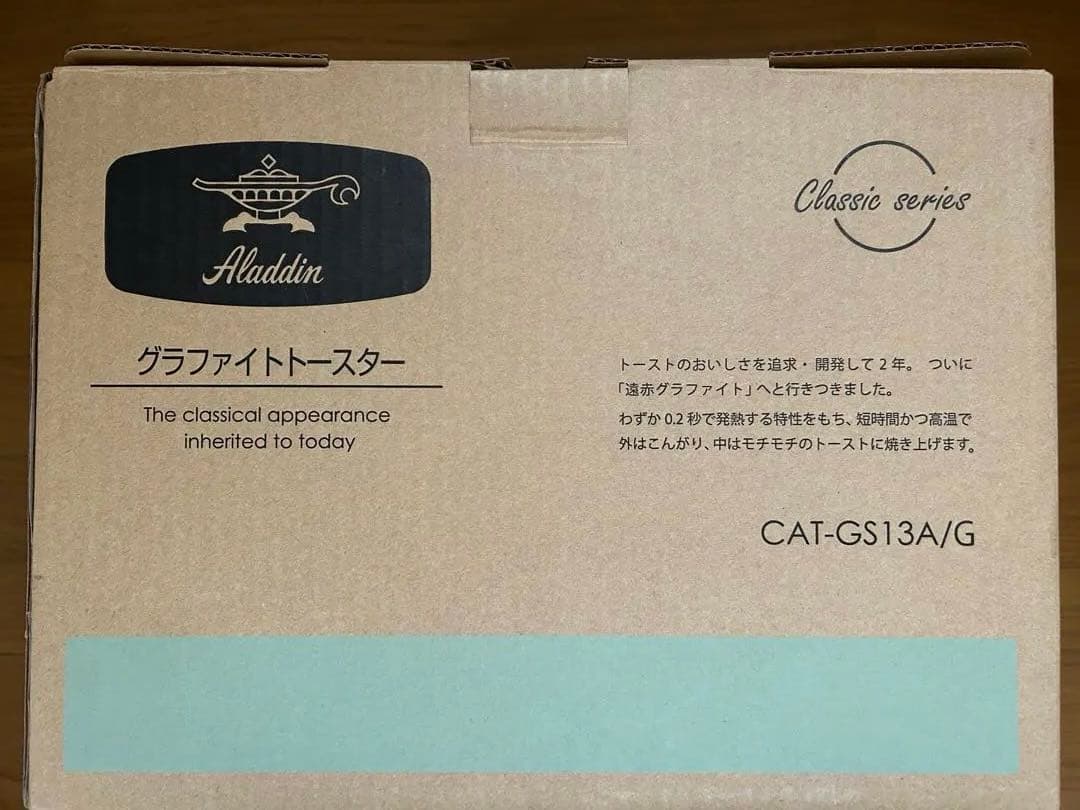 Aladdin
Classic series
グラファイトトースター
The classical appearance
inherited to today
トーストのおいしさを追求・開発して2年。 ついに
「遠赤グラファイト」へと行きつきました。
わずか0.2秒で発熱する特性をもち、短時間かつ高温で
外はこんがり、中はモチモチのトーストに焼き上げます。
CAT-GS13A/G